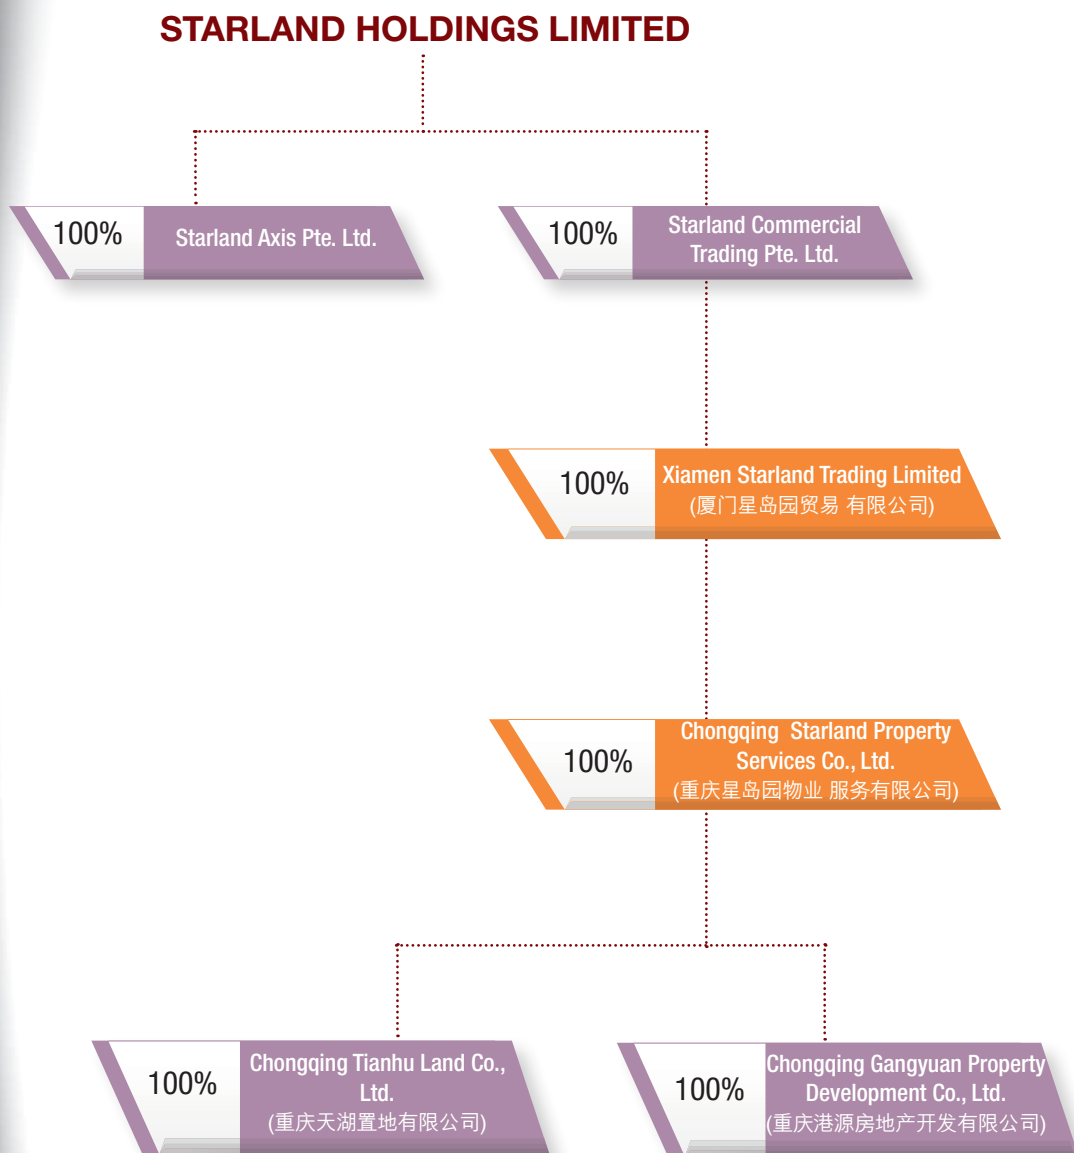 STARLAND HOLDINGS LIMITED
100%
Starland Axis Pte. Ltd.
100%
Starland Commercial
Trading Pte. Ltd.
100%
Xiamen Starland Trading Limited
(厦门星岛园贸易 有限公司)
100%
Chongqing  Starland Property
Services Co., Ltd.
(重庆星岛园物业 服务有限公司)
100%
Chongqing Tianhu Land Co.,
Ltd.
(重庆天湖置地有限公司)
100%
Chongqing Gangyuan Property
Development Co., Ltd.
(重庆港源房地产开发有限公司)